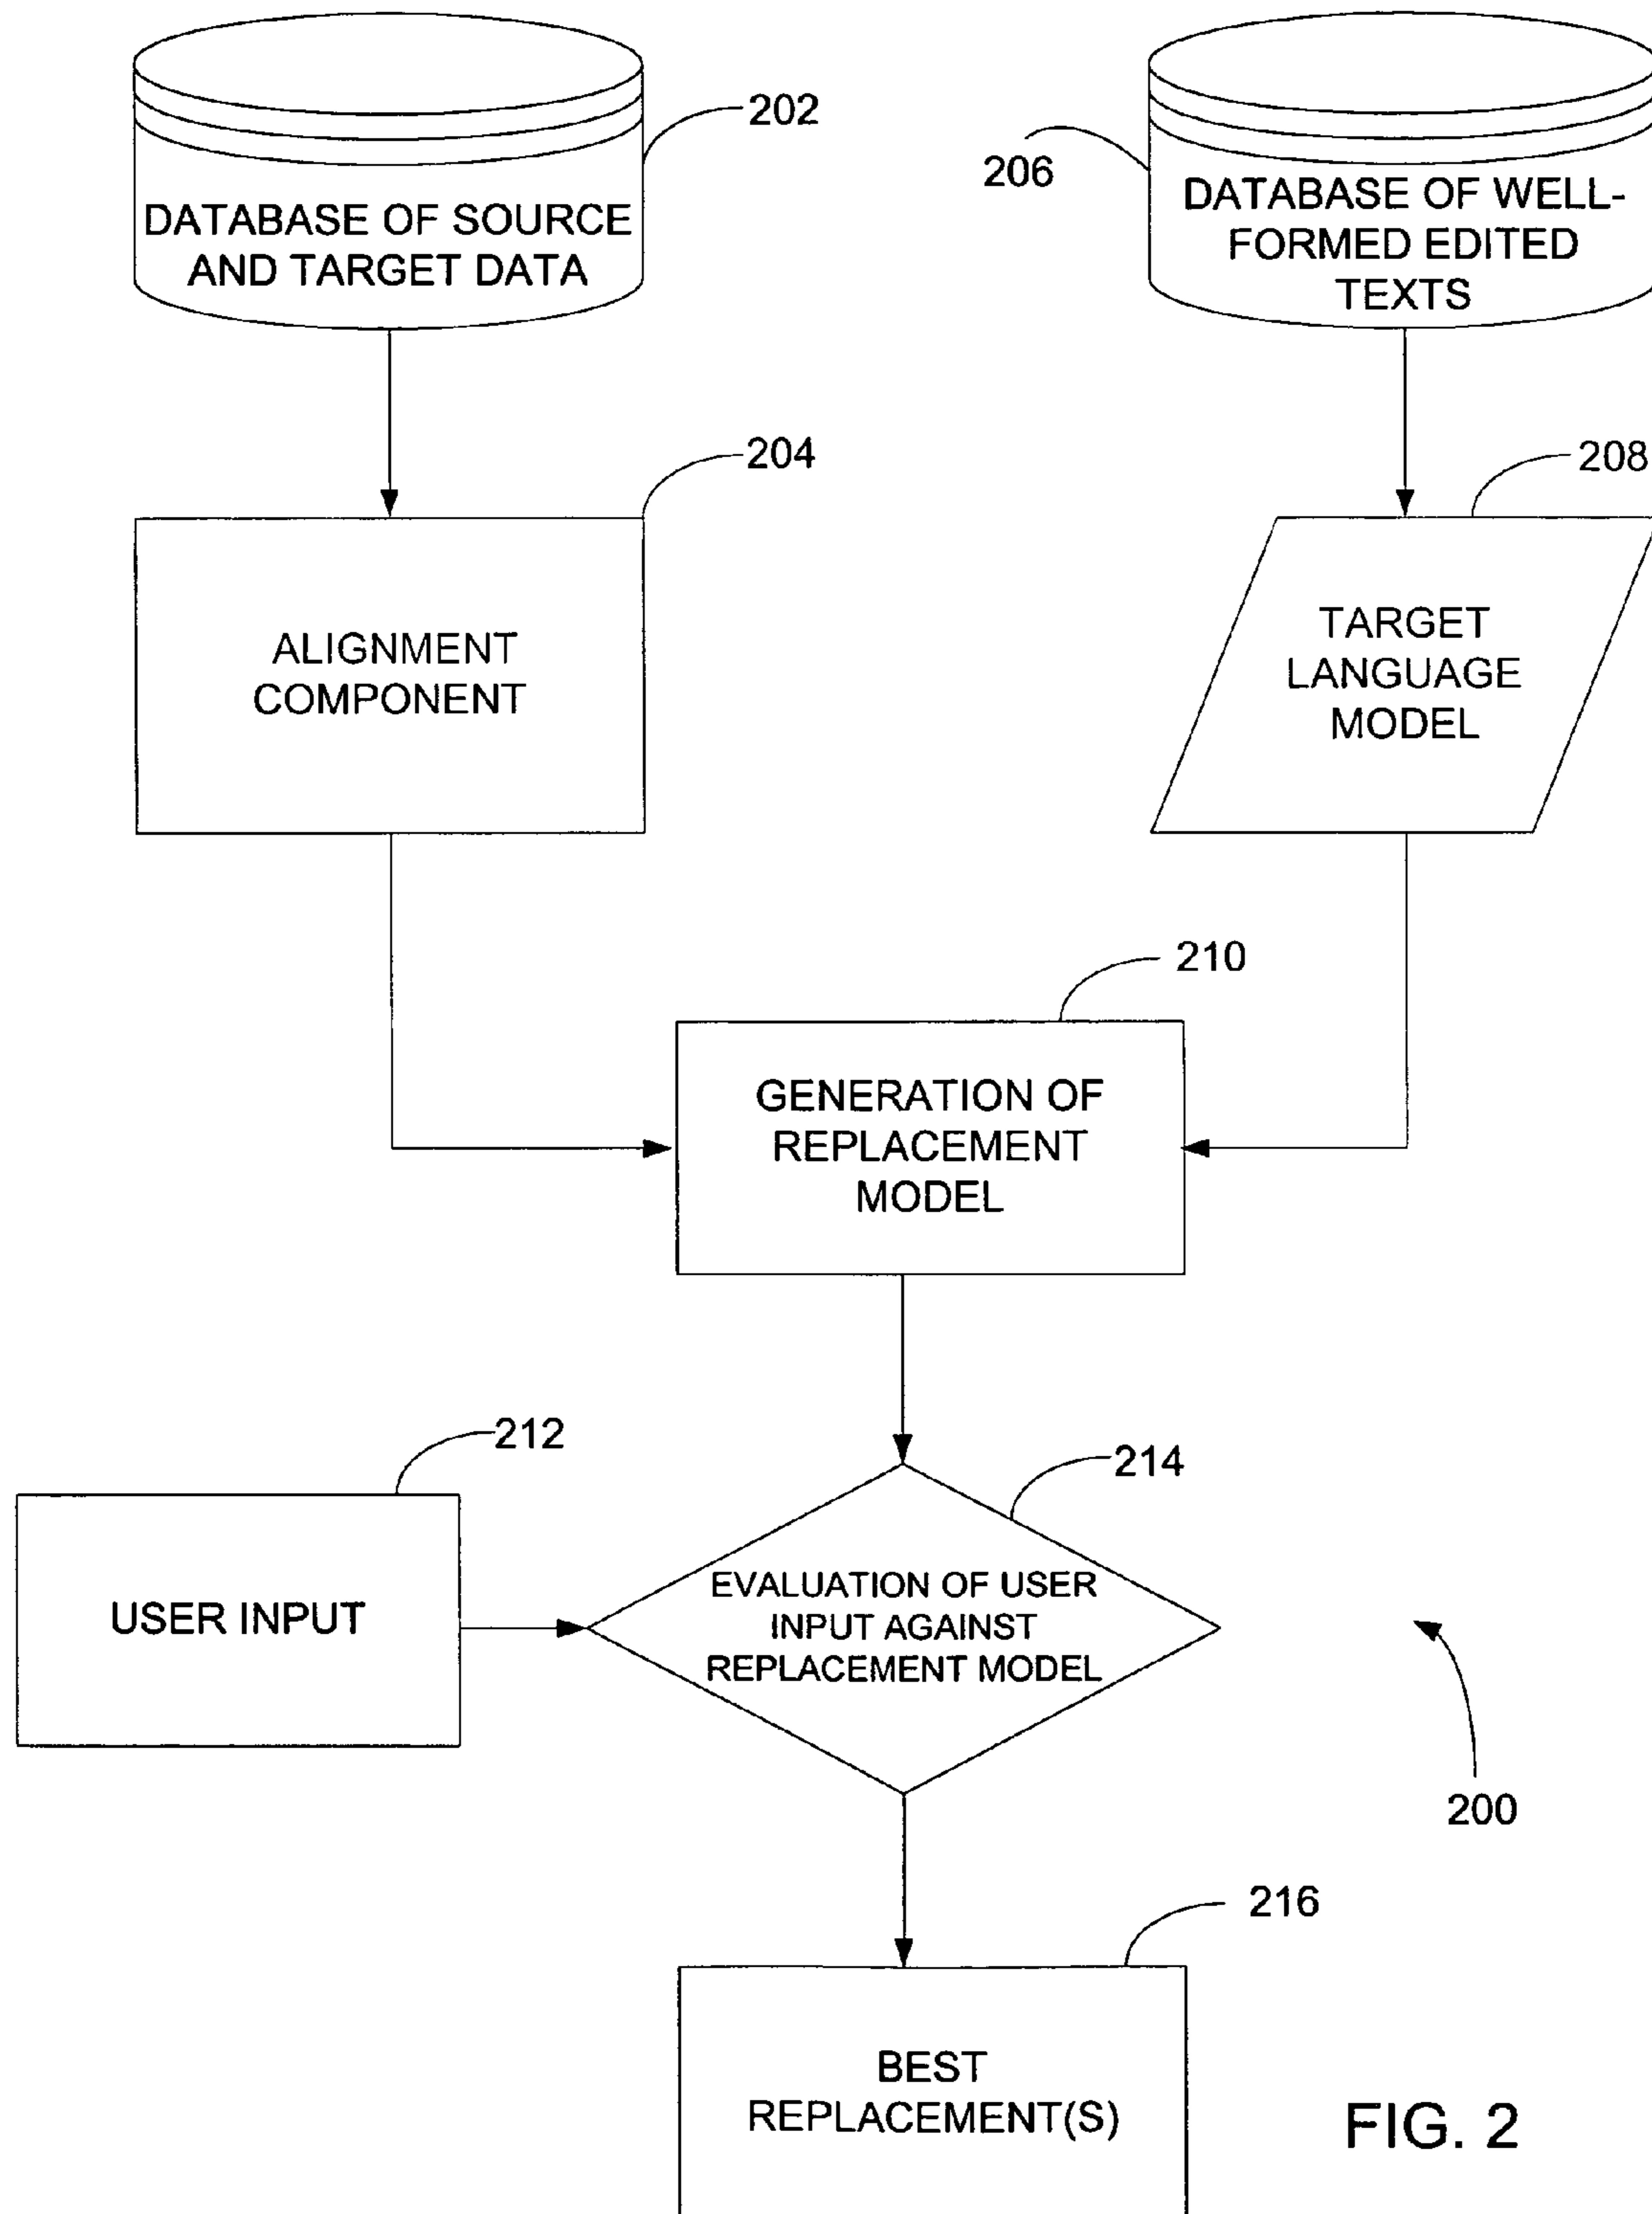 202
DATABASE OF SOURCE
AND TARGET DATA
206
DATABASE OF WELL-
FORMED EDITED
TEXTS
204
ALIGNMENT
COMPONENT
208
TARGET
LANGUAGE
MODEL
210
GENERATION OF
REPLACEMENT
MODEL
212
USER INPUT
214
EVALUATION OF USER
INPUT AGAINST
REPLACEMENT MODEL
200
216
BEST
REPLACEMENT(S)
FIG. 2